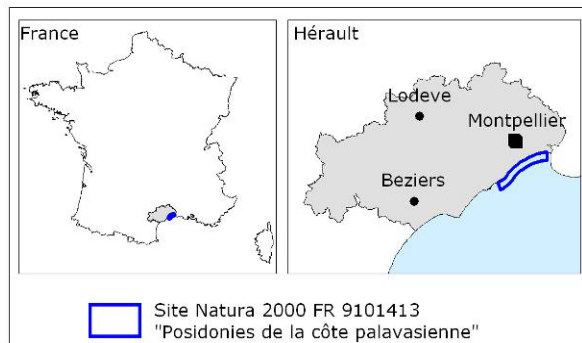 France
Hérault
Lodeve
Montpellier
Beziers
Site Natura 2000 FR 9101413
"Posidonies de la côte palavasienne"